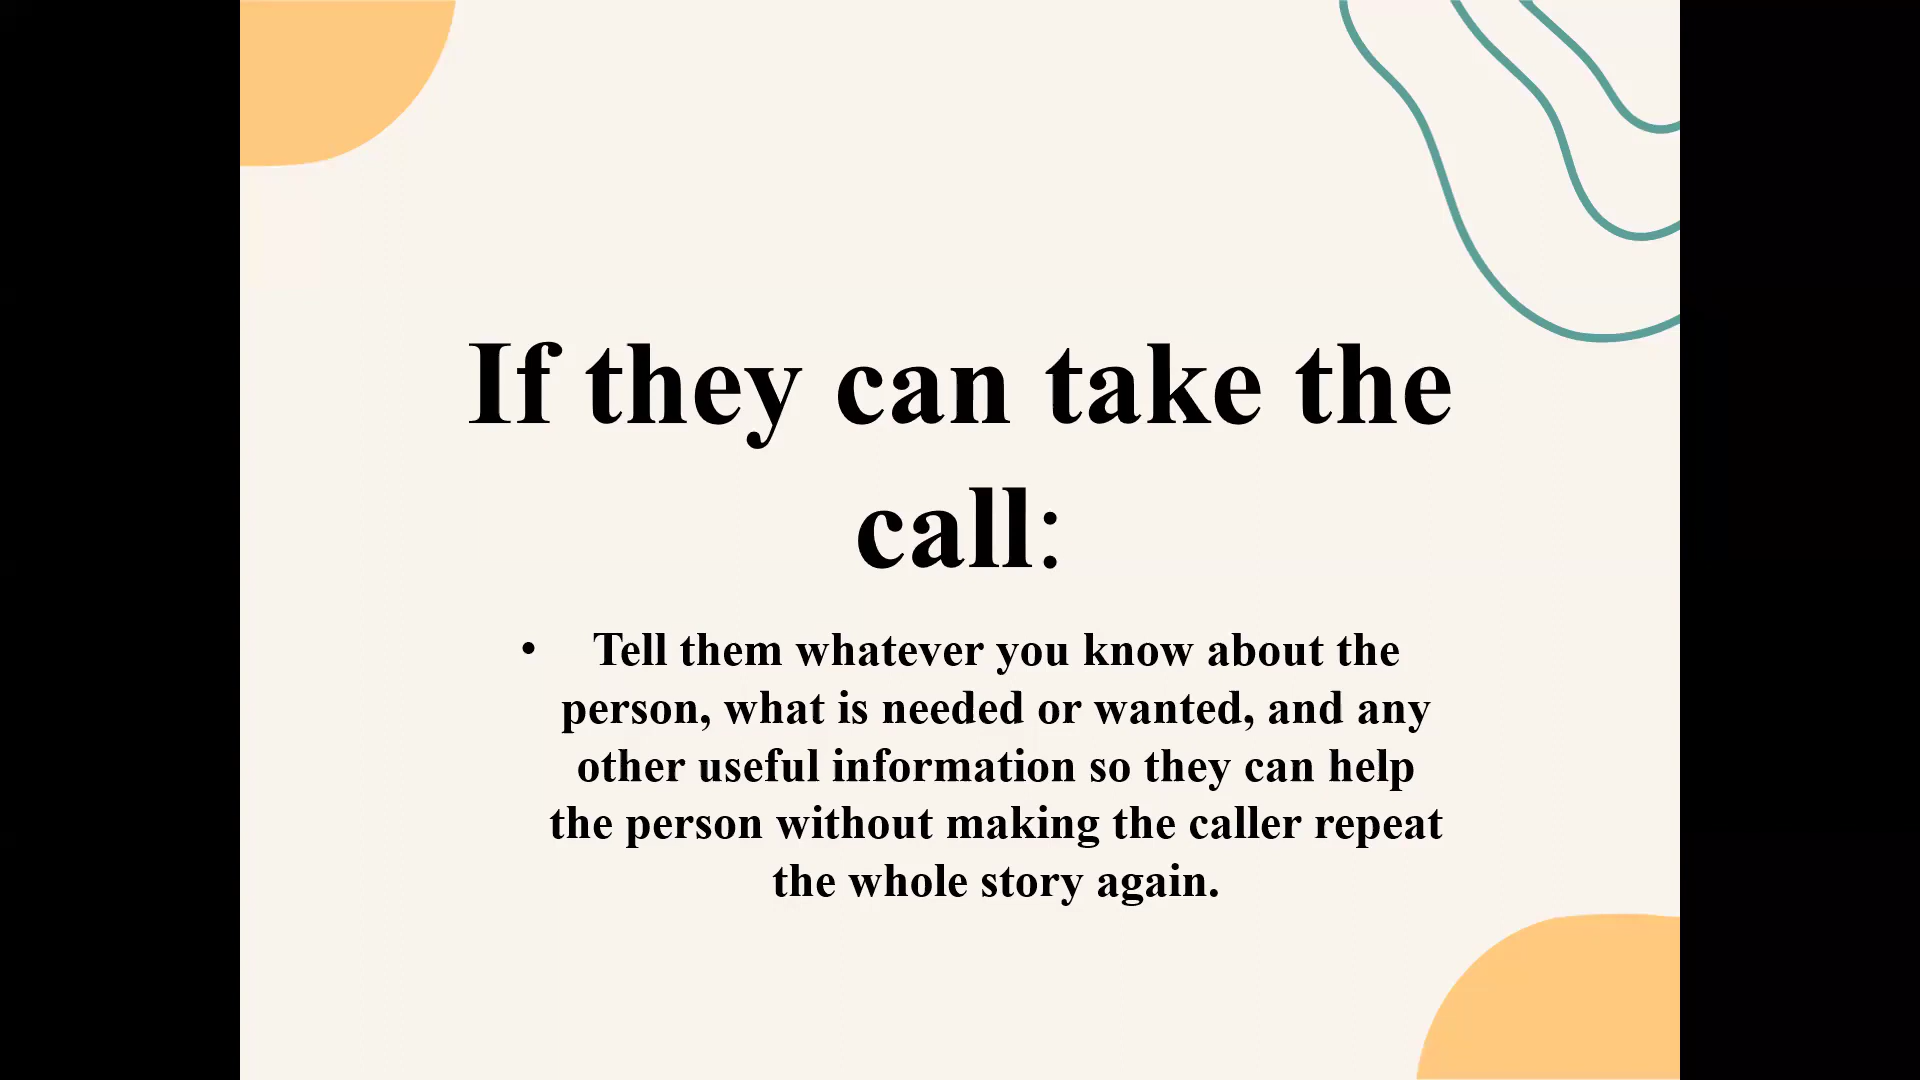 If they can take the
call:
• Tell them whatever you know about the
person, what is needed or wanted, and any
other useful information so they can help
the person without making the caller repeat
the whole story again.